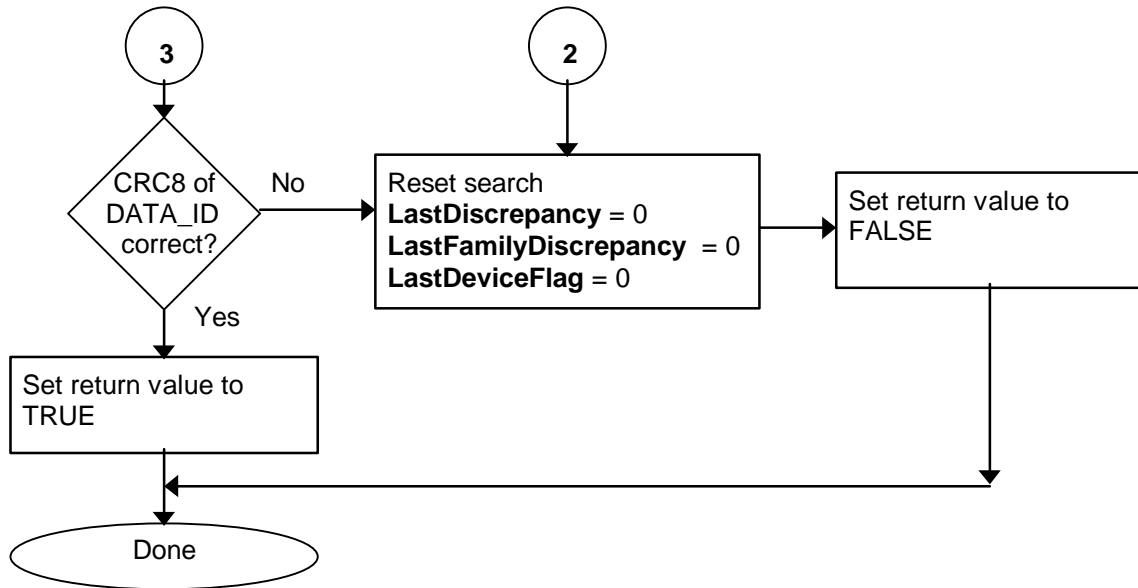 3
2
CRC8 of
DATA_ID
correct?
No
Reset search
LastDiscrepancy = 0
LastFamilyDiscrepancy = 0
LastDeviceFlag = 0
Set return value to
FALSE
Yes
Set return value to
TRUE
Done